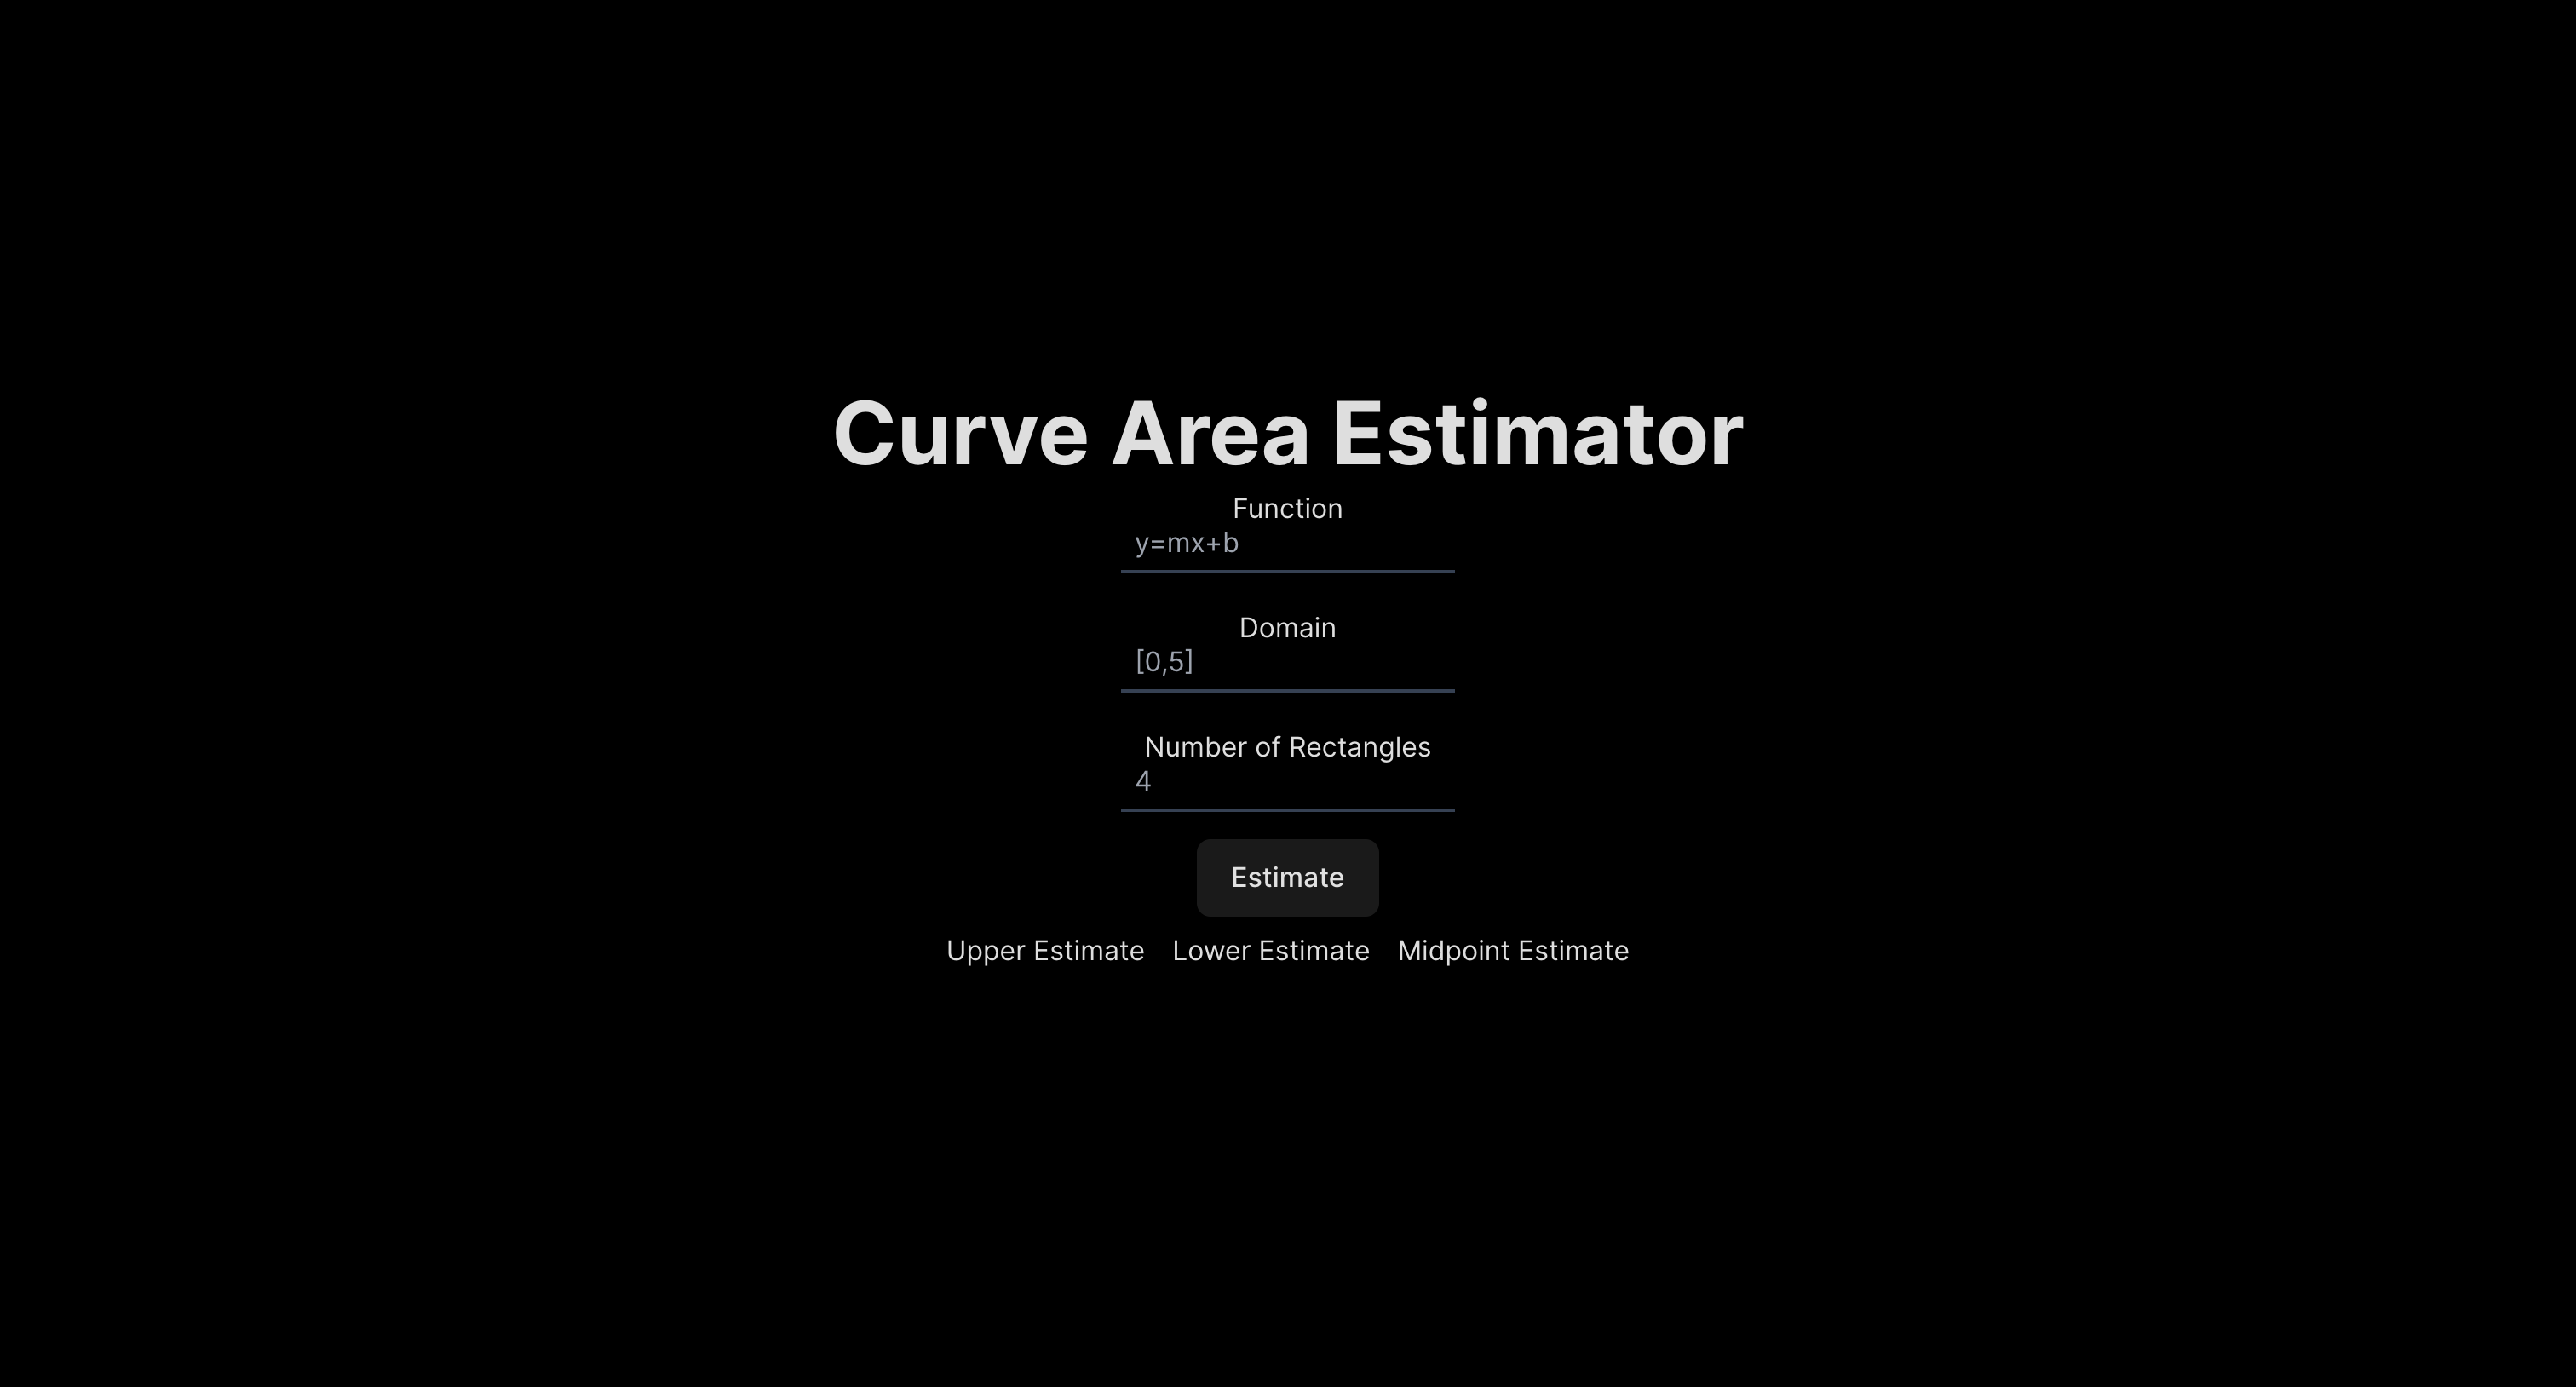 Curve Area Estimator
Function
y=mx+b
Domain
[0,5]
Number of Rectangles
4
Estimate
Upper Estimate Lower Estimate Midpoint Estimate